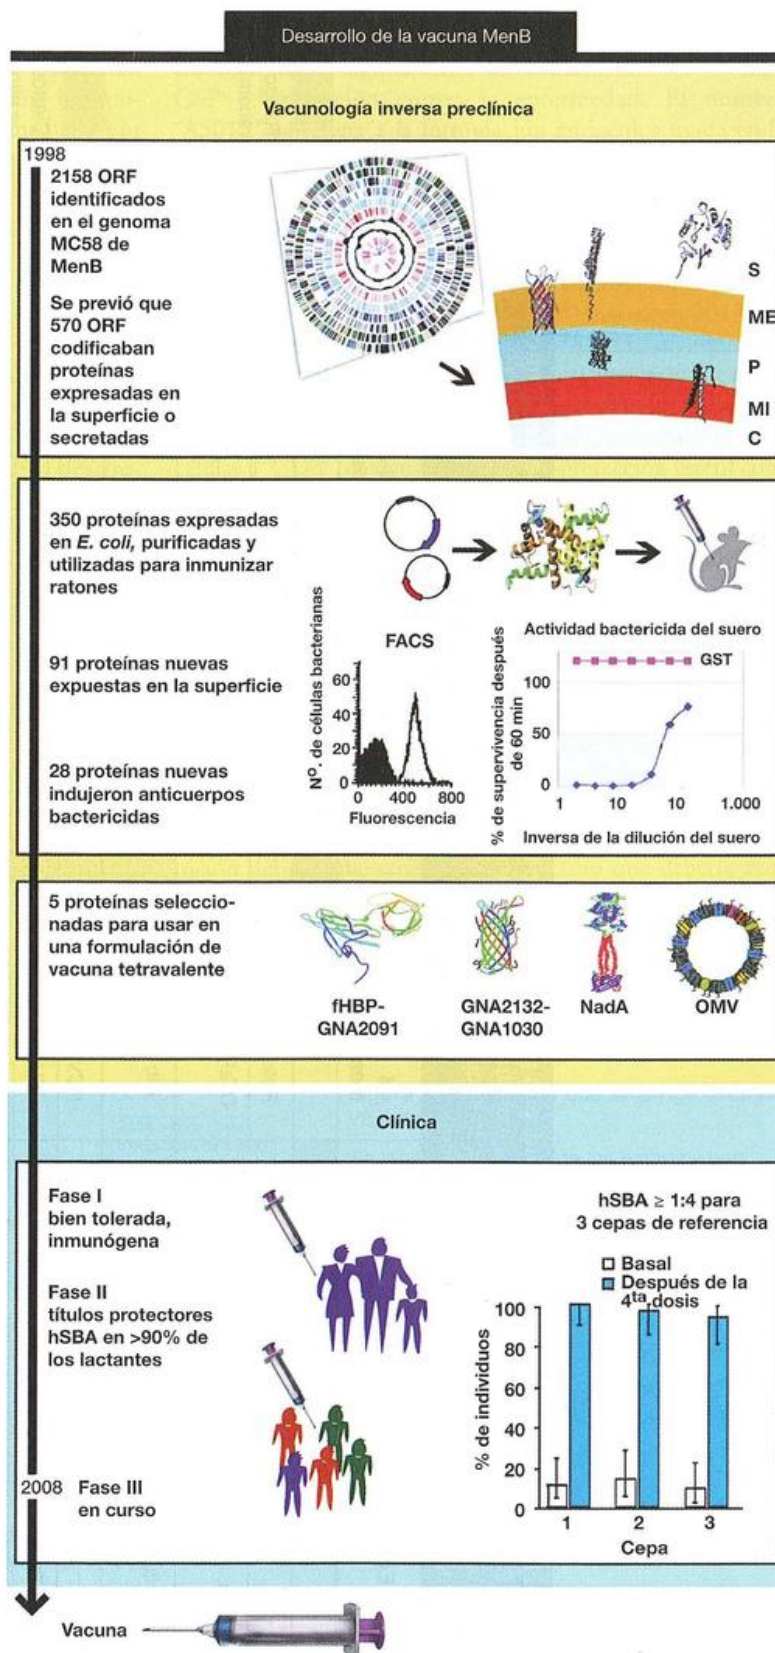 Desarrollo de la vacuna MenB
Vacunología inversa preclínica
1998
2158 ORF
identificados
en el genoma
MC58 de
MenB
Se previó que
570 ORF
codificaban
proteínas
expresadas en
la superficie o
secretadas
S
ME
P
MI
C
350 proteínas expresadas
en E. coli, purificadas y
utilizadas para inmunizar
ratones
91 proteínas nuevas
expuestas en la superficie
28 proteínas nuevas
indujeron anticuerpos
bactericidas
FACS
Nº. de células bacterianas
60
40
20
0
0 400 800
Fluorescencia
Actividad bactericida del suero
GST
% de supervivencia después
de 60 min
100
50
0
1 10 10 1.000
Inversa de la dilución del suero
5 proteínas seleccio-
nadas para usar en
una formulación de
vacuna tetravalente
fHBP-
GNA2091
GNA2132-
GNA1030
NadA
OMV
Clínica
Fase I
bien tolerada,
inmunógena
Fase II
títulos protectores
hSBA en >90% de
los lactantes
2008
Fase III
en curso
hSBA ≥ 1:4 para
3 cepas de referencia
Basal
Después de la
4ta dosis
% de individuos
100
80
60
40
20
0
1 2 3
Cepa
Vacuna